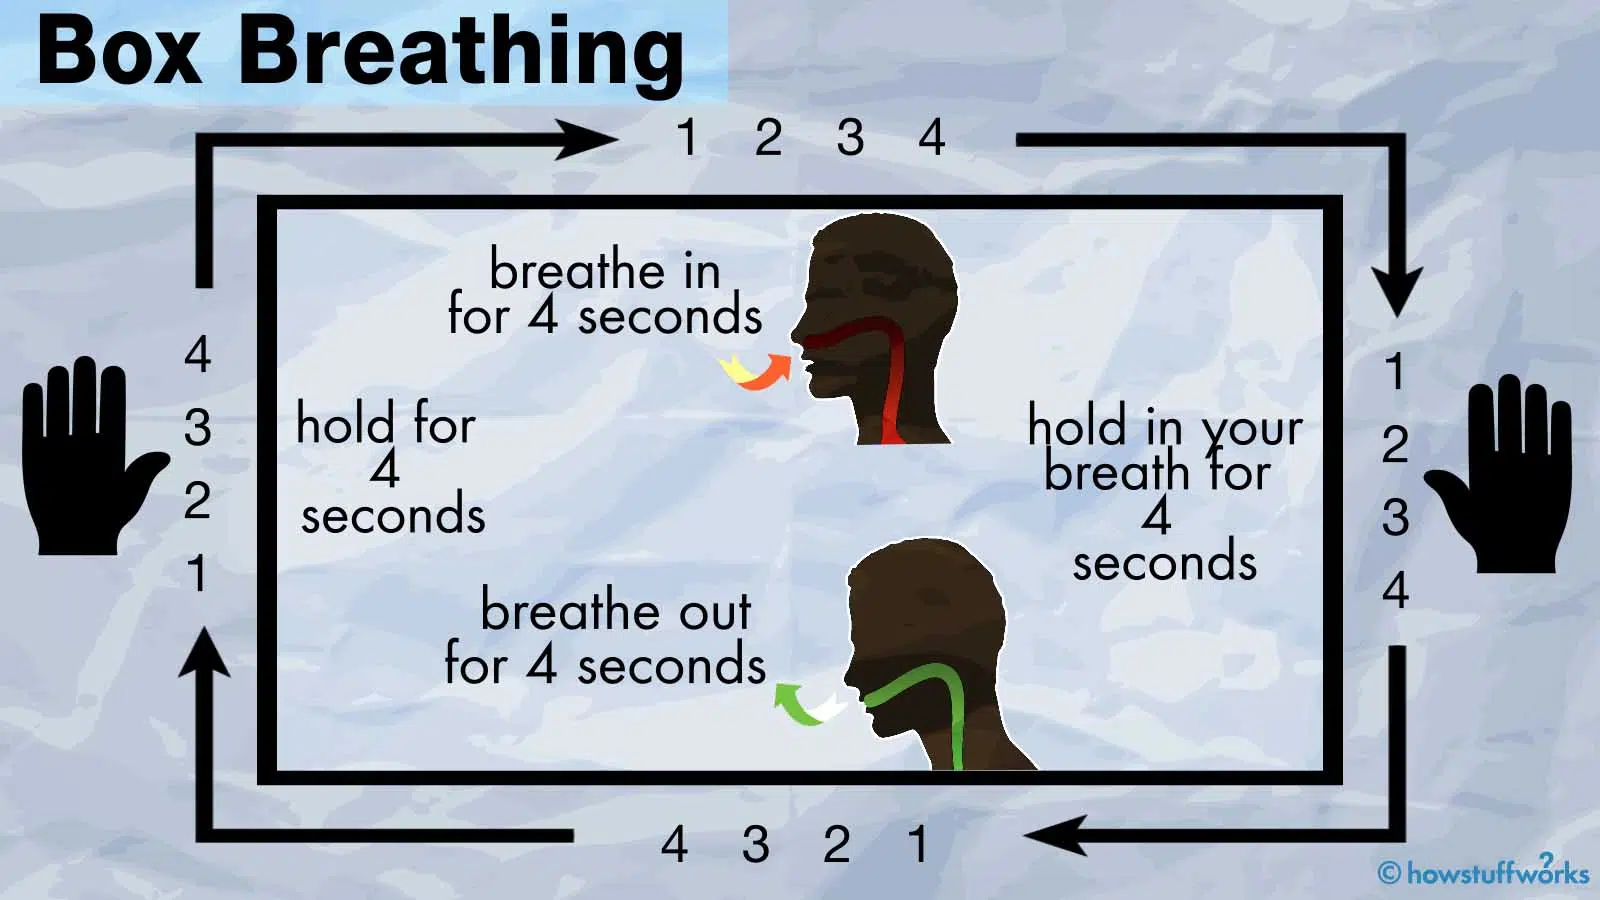 Box Breathing
1 2 3 4
breathe in
for 4 seconds
hold in your
breath for
4
seconds
1
2
3
4
breathe out
for 4 seconds
4 3 2 1
hold for
4
seconds
4
3
2
1
© howstuffworks
?